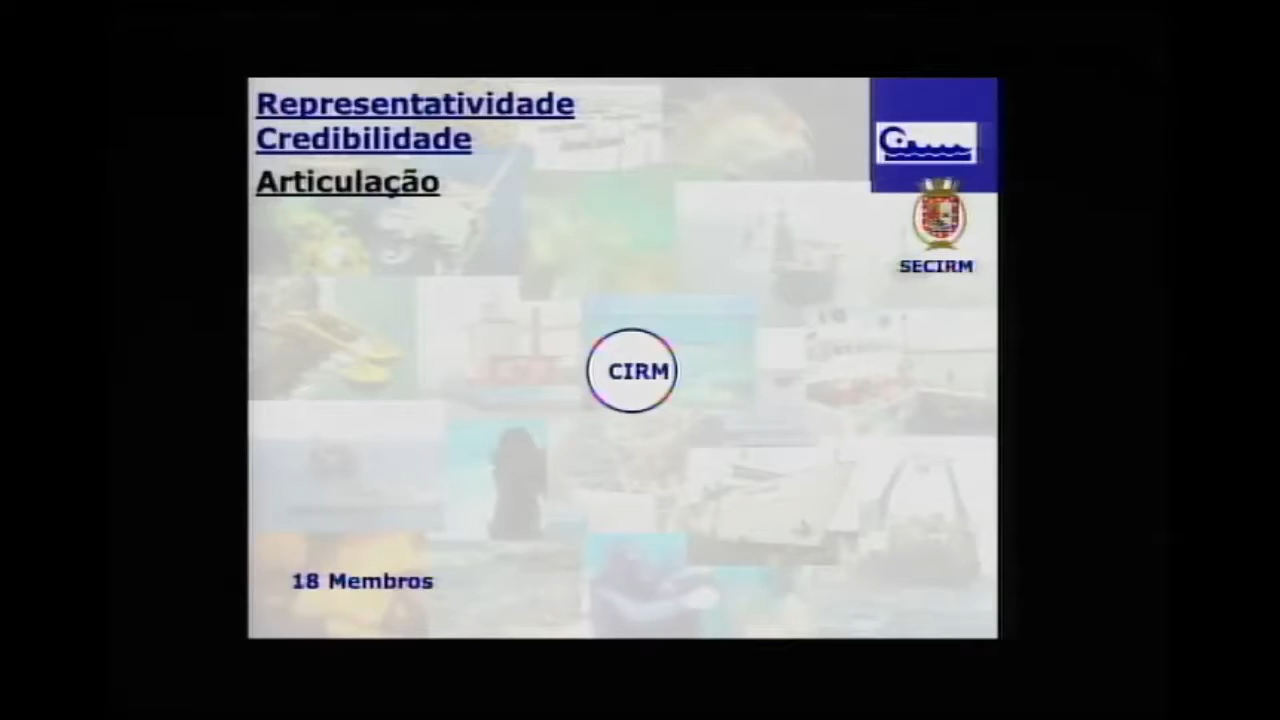 Representatividade
Credibilidade
Articulação
SECIRM
CIRM
18 Membros